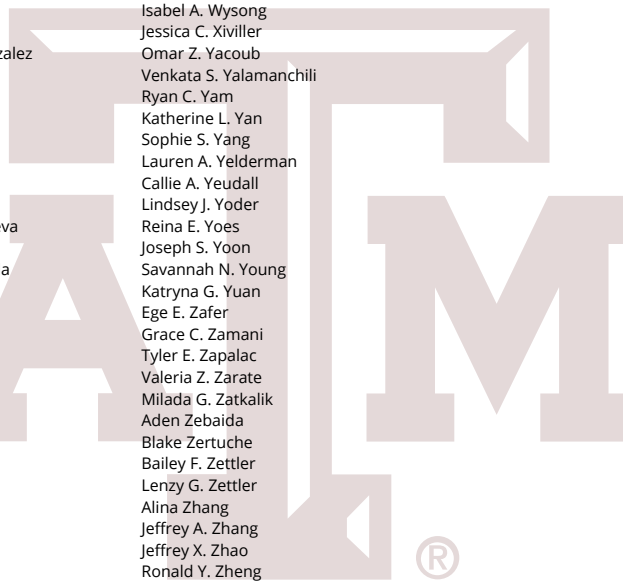 Isabel A. Wysong
Jessica C. Xiviller
Omar Z. Yacoub
Venkata S. Yalamanchili
Ryan C. Yam
Katherine L. Yan
Sophie S. Yang
Lauren A. Yelderman
Callie A. Yeudall
Lindsey J. Yoder
Reina E. Yoes
Joseph S. Yoon
Savannah N. Young
Katryna G. Yuan
Ege E. Zafer
Grace C. Zamani
Tyler E. Zapalac
Valeria Z. Zarate
Milada G. Zatkalik
Aden Zebaida
Blake Zertuche
Bailey F. Zettler
Lenzy G. Zettler
Alina Zhang
Jeffrey A. Zhang
Jeffrey X. Zhao
Ronald Y. Zheng
A T M
®